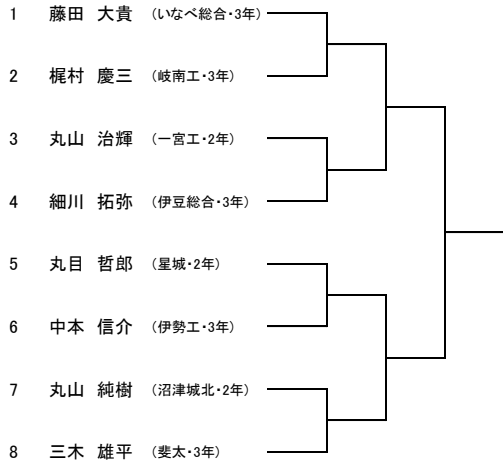 1 藤田 大貴 (いなべ総合・3年)
2 梶村 慶三 (岐南工・3年)
3 丸山 治輝 (一宮工・2年)
4 細川 拓弥 (伊豆総合・3年)
5 丸目 哲郎 (星城・2年)
6 中本 信介 (伊勢工・3年)
7 丸山 純樹 (沼津城北・2年)
8 三木 雄平 (斐太・3年)